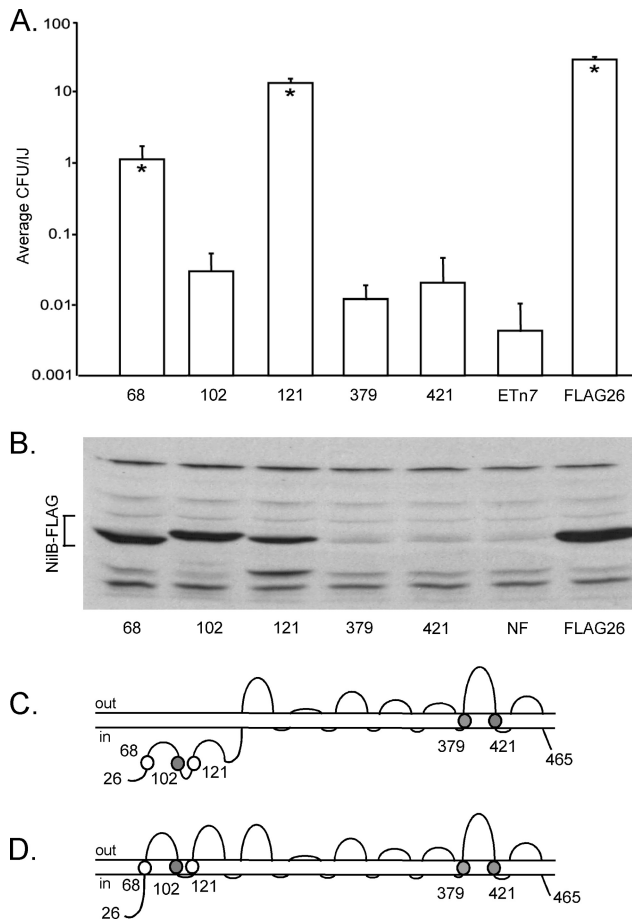 A.
100
10
1
0.1
0.01
0.001
Average CFU/IJ
*
*
*
68 102 121 379 421 ETn7 FLAG26
B.
NilB-FLAG
68 102 121 379 421 NF FLAG26
C.
out
in
68
26 102 121
379 421 465
D.
out
in
68 102 121
26
379 421 465